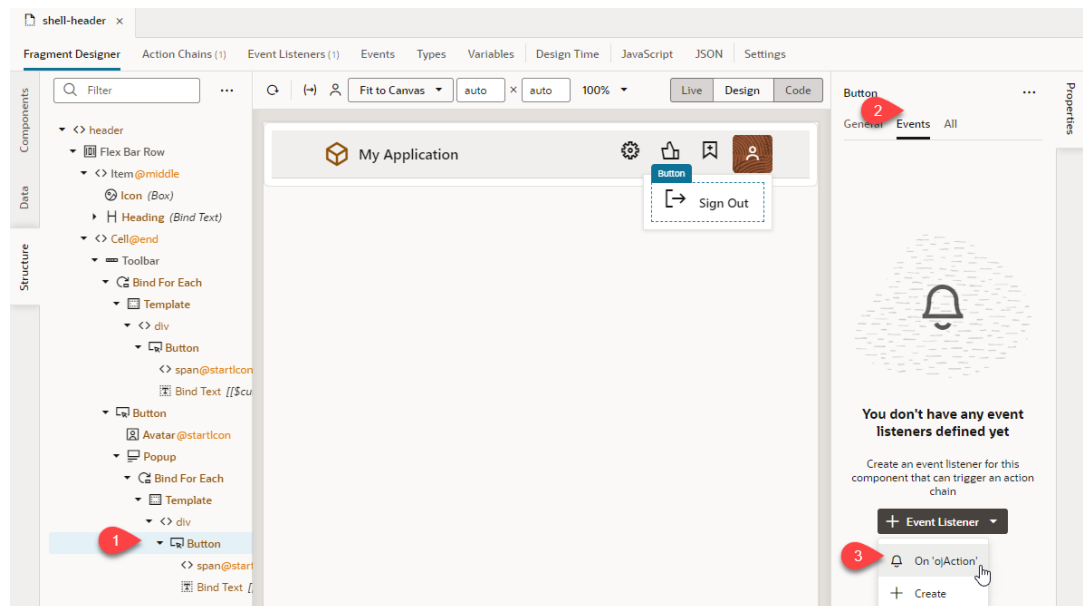 shell-header ×
Fragment Designer Action Chains (1) Event Listeners (1) Events Types Variables Design Time JavaScript JSON Settings
Components
Data
Structure
Filter ...
<> header
Flex Bar Row
<> Item @middle
Icon (Box)
H Heading (Bind Text)
<> Cell@end
Toolbar
Bind For Each
Template
<> div
Button
<> span@startIcon
Bind Text [[$cu
Button
Avatar @startIcon
Popup
Bind For Each
Template
<> div
1
Button
<> span@start
Bind Text [
Fit to Canvas auto × auto 100% Live Design Code
My Application
Button
Sign Out
Button ...
2
General Events All
Properties
You don't have any event
listeners defined yet
Create an event listener for this
component that can trigger an action
chain
+ Event Listener
3
On 'ojAction'
+ Create